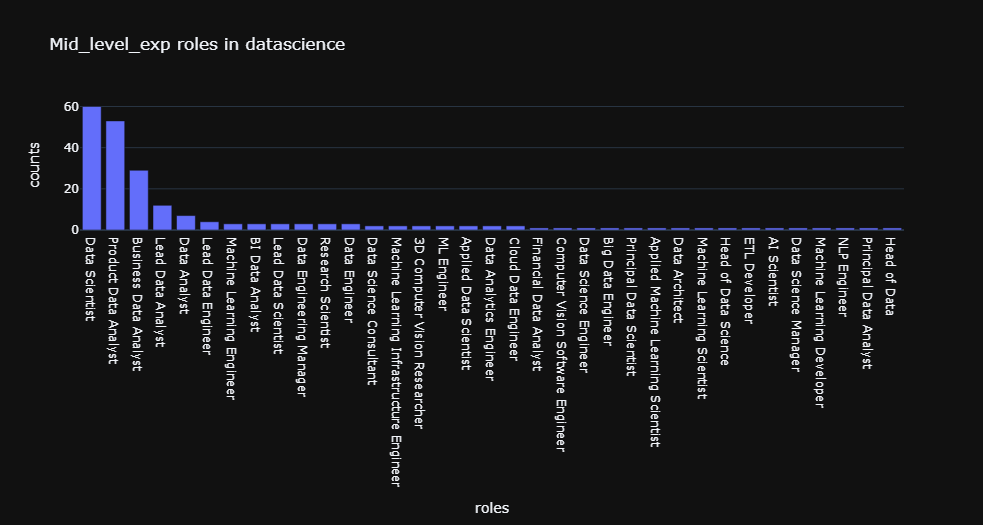 Mid_level_exp roles in datascience
counts
60
40
20
0
Data Scientist
Product Data Analyst
Business Data Analyst
Lead Data Analyst
Data Analyst
Lead Data Engineer
Machine Learning Engineer
BI Data Analyst
Lead Data Scientist
Data Engineering Manager
Research Scientist
Data Engineer
Data Science Consultant
Machine Learning Infrastructure Engineer
3D Computer Vision Researcher
ML Engineer
Applied Data Scientist
Data Analytics Engineer
Cloud Data Engineer
Financial Data Analyst
Computer Vision Software Engineer
Data Science Engineer
Big Data Engineer
Principal Data Scientist
Applied Machine Learning Scientist
Data Architect
Machine Learning Scientist
Head of Data Science
ETL Developer
AI Scientist
Data Science Manager
Machine Learning Developer
NLP Engineer
Principal Data Analyst
Head of Data
roles